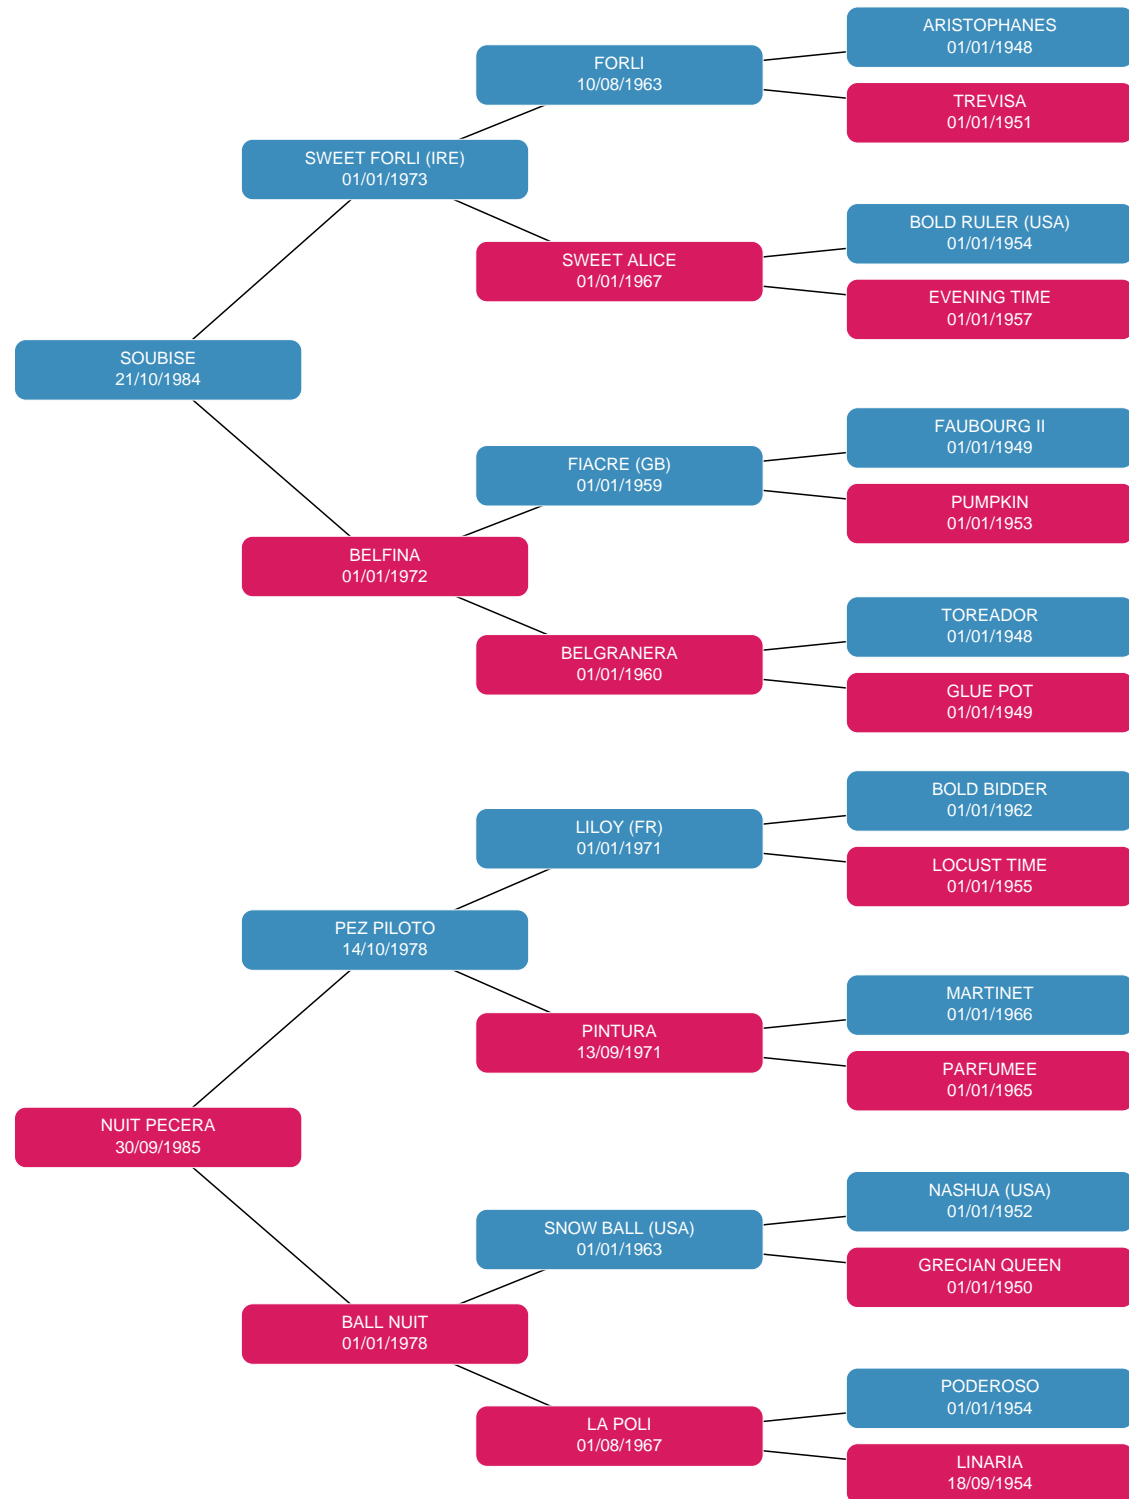 ARISTOPHANES
01/01/1948
FORLI
10/08/1963
TREVISA
01/01/1951
SWEET FORLI (IRE)
01/01/1973
BOLD RULER (USA)
01/01/1954
SWEET ALICE
01/01/1967
EVENING TIME
01/01/1957
SOUBISE
21/10/1984
FAUBOURG II
01/01/1949
FIACRE (GB)
01/01/1959
PUMPKIN
01/01/1953
BELFINA
01/01/1972
TOREADOR
01/01/1948
BELGRANERA
01/01/1960
GLUE POT
01/01/1949
BOLD BIDDER
01/01/1962
LILOY (FR)
01/01/1971
LOCUST TIME
01/01/1955
PEZ PILOTO
14/10/1978
MARTINET
01/01/1966
PINTURA
13/09/1971
PARFUMEE
01/01/1965
NUIT PECERA
30/09/1985
NASHUA (USA)
01/01/1952
SNOW BALL (USA)
01/01/1963
GRECIAN QUEEN
01/01/1950
BALL NUIT
01/01/1978
PODEROSO
01/01/1954
LA POLI
01/08/1967
LINARIA
18/09/1954